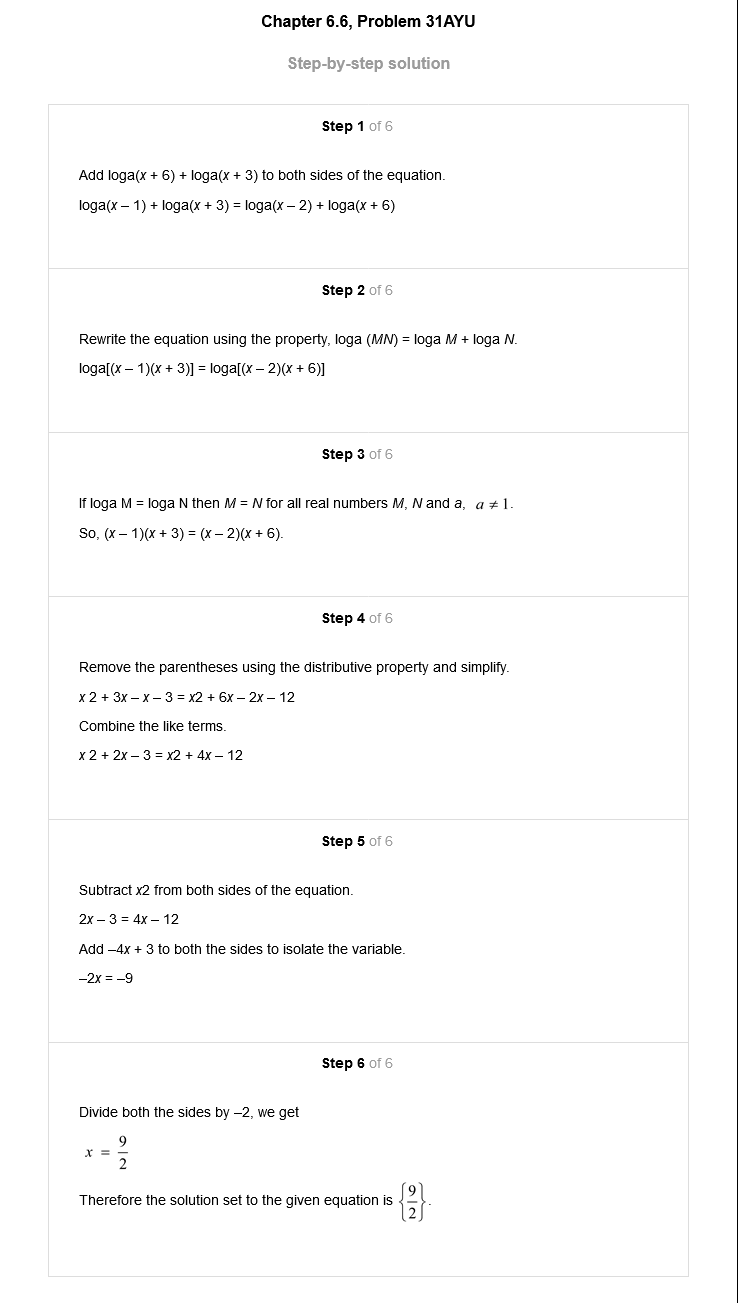 Chapter 6.6, Problem 31AYU
Step-by-step solution
Step 1 of 6
Add loga(x + 6) + loga(x + 3) to both sides of the equation.
loga(x – 1) + loga(x + 3) = loga(x – 2) + loga(x + 6)
Step 2 of 6
Rewrite the equation using the property, loga (MN) = loga M + loga N.
loga[(x – 1)(x + 3)] = loga[(x – 2)(x + 6)]
Step 3 of 6
If loga M = loga N then M = N for all real numbers M, N and a, a ≠ 1.
So, (x – 1)(x + 3) = (x – 2)(x + 6).
Step 4 of 6
Remove the parentheses using the distributive property and simplify.
x 2 + 3x – x – 3 = x2 + 6x – 2x – 12
Combine the like terms.
x 2 + 2x – 3 = x2 + 4x – 12
Step 5 of 6
Subtract x2 from both sides of the equation.
2x – 3 = 4x – 12
Add –4x + 3 to both the sides to isolate the variable.
–2x = –9
Step 6 of 6
Divide both the sides by –2, we get
x = 9/2
Therefore the solution set to the given equation is {9/2}.